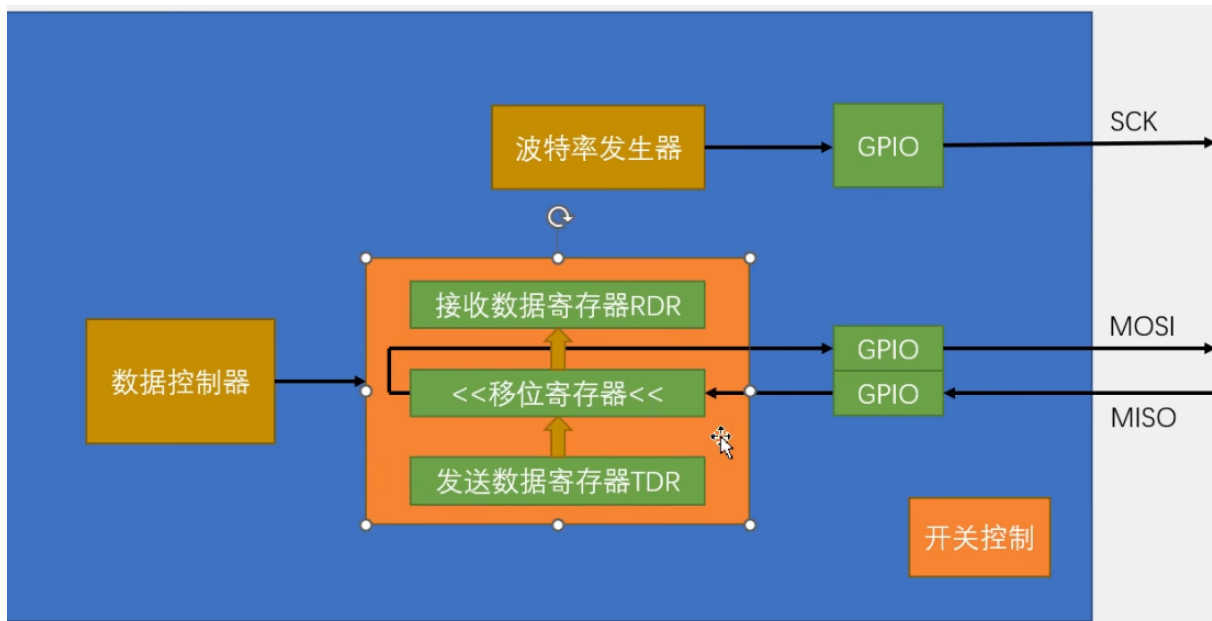 波特率发生器
GPIO
SCK
接收数据寄存器RDR
GPIO
MOSI
数据控制器
<<移位寄存器<<
GPIO
MISO
发送数据寄存器TDR
开关控制